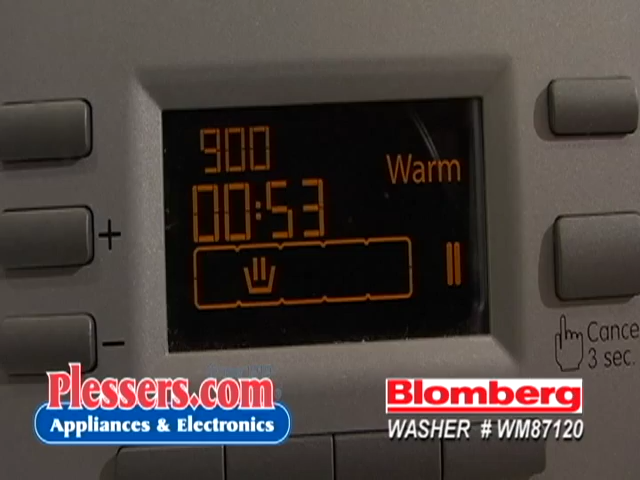 900
Warm
00:53
+
-
Cance
3 sec.
Plessers.com
Appliances & Electronics
Blomberg
WASHER # WM87120